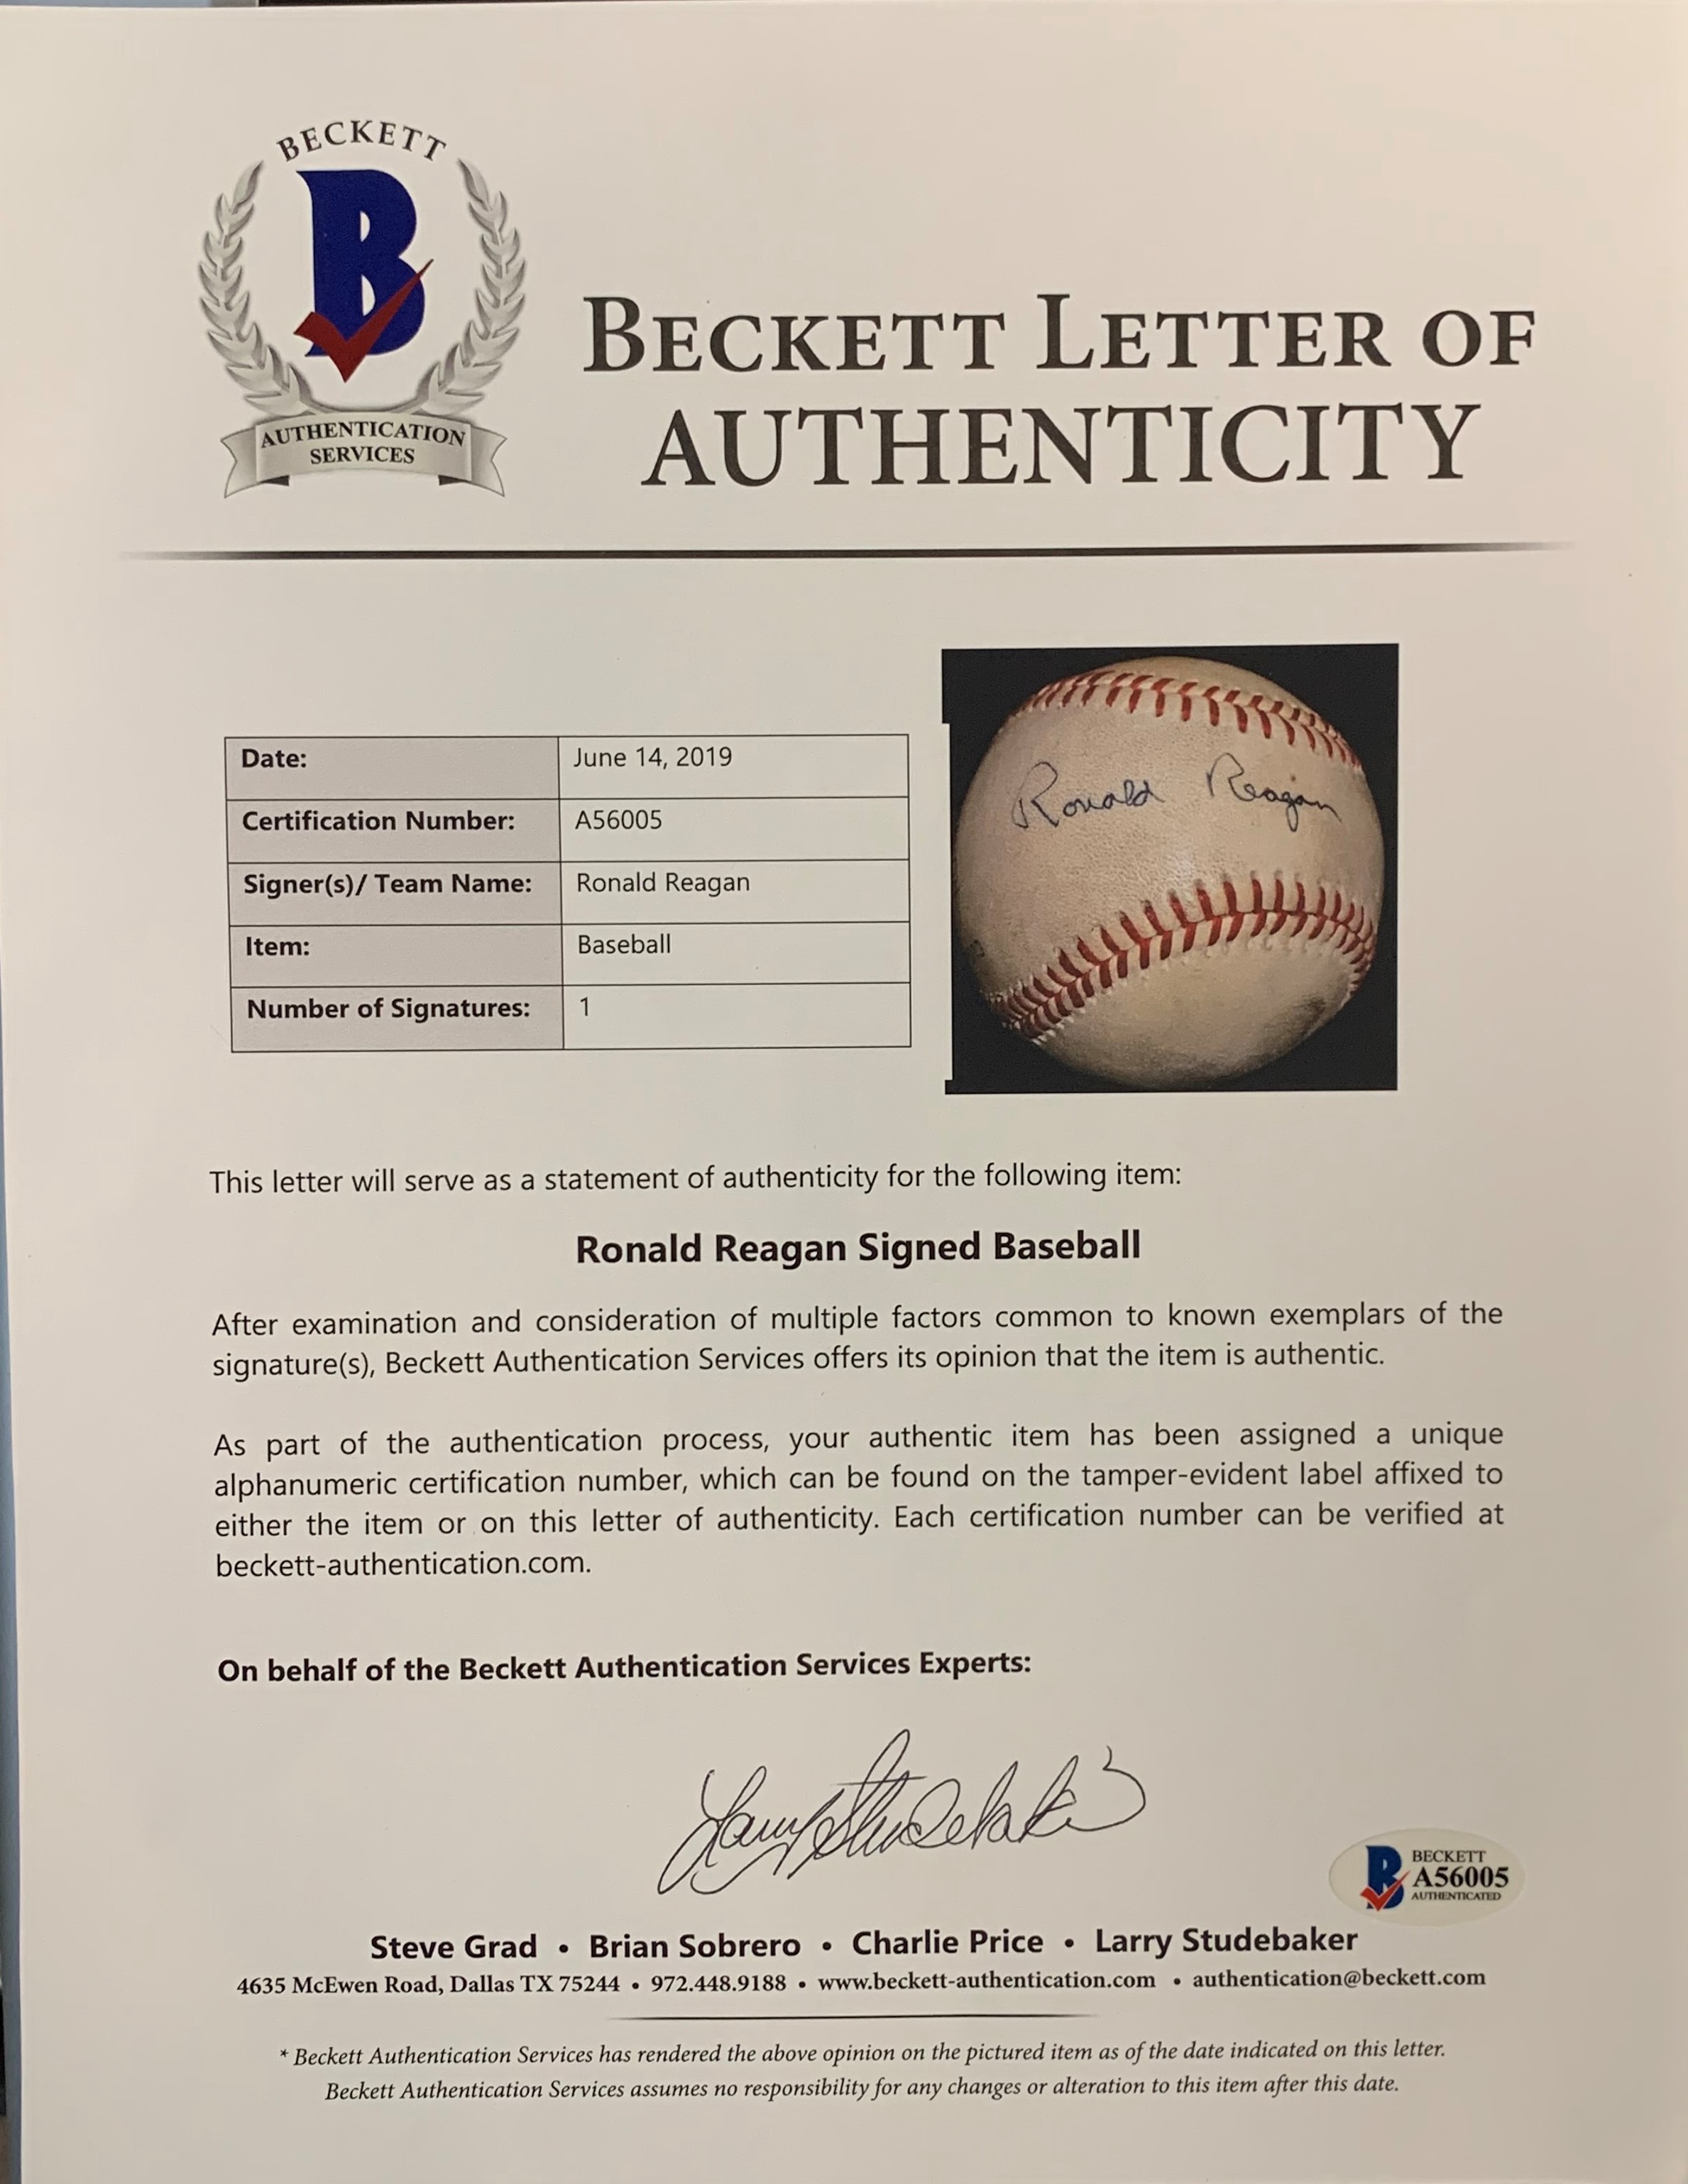 BECKETT
AUTHENTICATION
SERVICES
BECKETT LETTER OF
AUTHENTICITY
Date: June 14, 2019
Certification Number: A56005
Signer(s)/ Team Name: Ronald Reagan
Item: Baseball
Number of Signatures: 1
Ronald Reagan
This letter will serve as a statement of authenticity for the following item:
Ronald Reagan Signed Baseball
After examination and consideration of multiple factors common to known exemplars of the
signature(s), Beckett Authentication Services offers its opinion that the item is authentic.
As part of the authentication process, your authentic item has been assigned a unique
alphanumeric certification number, which can be found on the tamper-evident label affixed to
either the item or on this letter of authenticity. Each certification number can be verified at
beckett-authentication.com.
On behalf of the Beckett Authentication Services Experts:
Larry Studebaker
BECKETT
A56005
AUTHENTICATED
Steve Grad • Brian Sobrero • Charlie Price • Larry Studebaker
4635 McEwen Road, Dallas TX 75244 • 972.448.9188 • www.beckett-authentication.com • authentication@beckett.com
* Beckett Authentication Services has rendered the above opinion on the pictured item as of the date indicated on this letter.
Beckett Authentication Services assumes no responsibility for any changes or alteration to this item after this date.